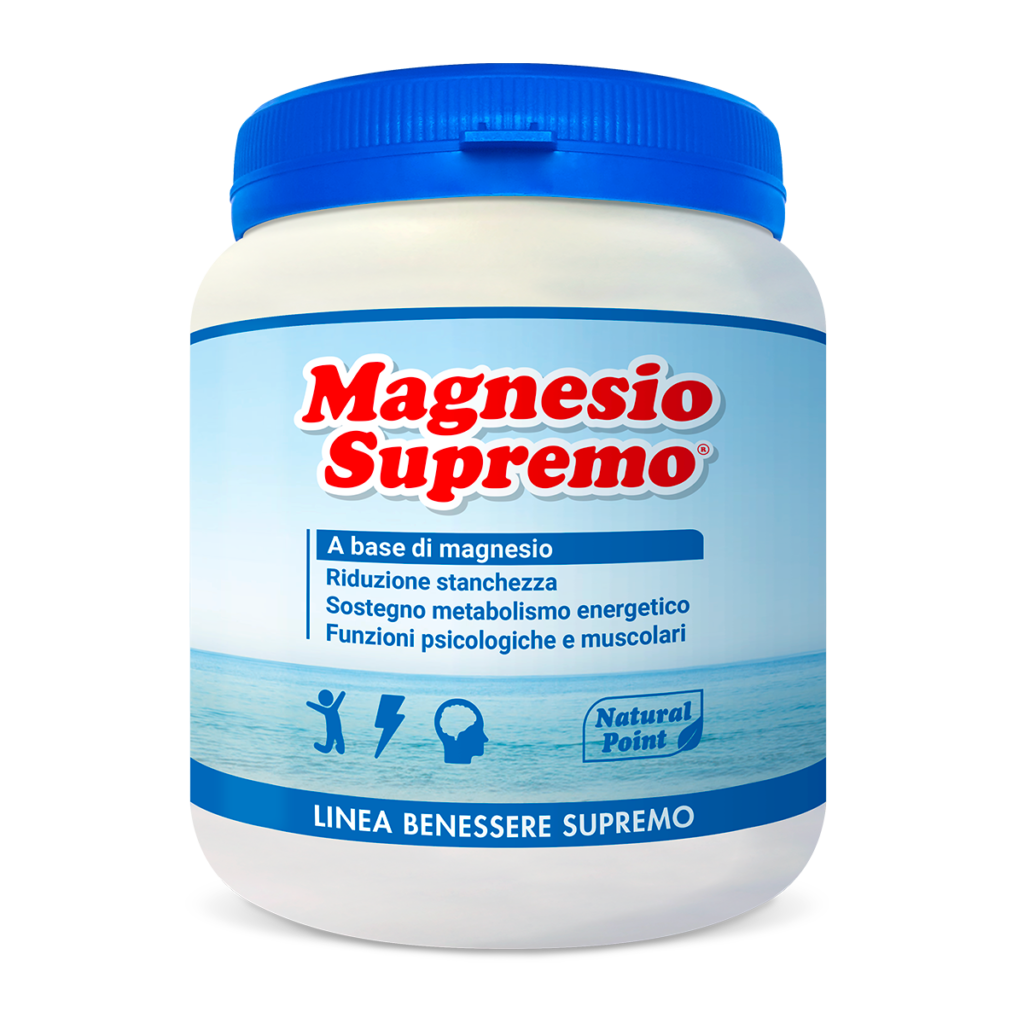 Magnesio
Supremo®
A base di magnesio
Riduzione stanchezza
Sostegno metabolismo energetico
Funzioni psicologiche e muscolari
Natural
Point
LINEA BENESSERE SUPREMO